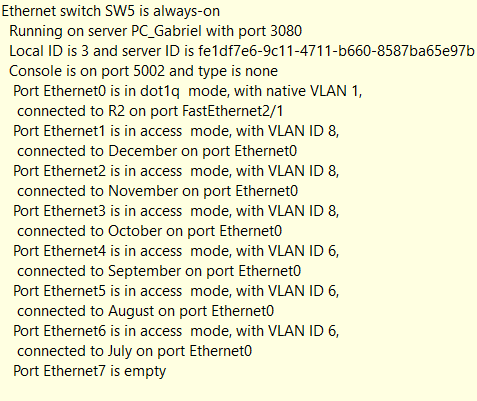 Ethernet switch SW5 is always-on
Running on server PC_Gabriel with port 3080
Local ID is 3 and server ID is fe1df7e6-9c11-4711-b660-8587ba65e97b
Console is on port 5002 and type is none
Port Ethernet0 is in dot1q mode, with native VLAN 1,
connected to R2 on port FastEthernet2/1
Port Ethernet1 is in access mode, with VLAN ID 8,
connected to December on port Ethernet0
Port Ethernet2 is in access mode, with VLAN ID 8,
connected to November on port Ethernet0
Port Ethernet3 is in access mode, with VLAN ID 8,
connected to October on port Ethernet0
Port Ethernet4 is in access mode, with VLAN ID 6,
connected to September on port Ethernet0
Port Ethernet5 is in access mode, with VLAN ID 6,
connected to August on port Ethernet0
Port Ethernet6 is in access mode, with VLAN ID 6,
connected to July on port Ethernet0
Port Ethernet7 is empty